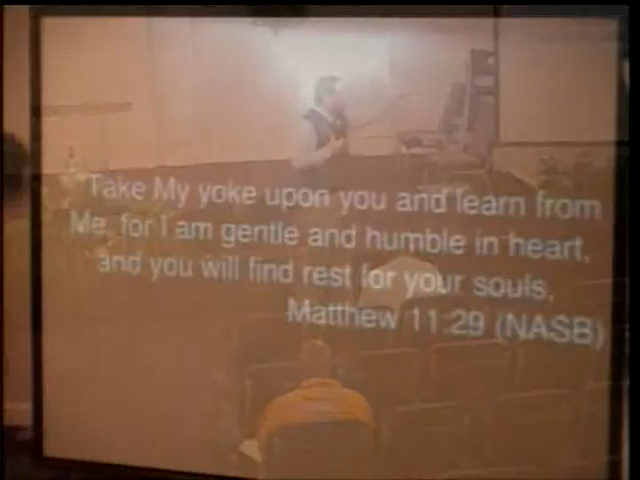 Take My yoke upon you and learn from
Me, for I am gentle and humble in heart,
and you will find rest for your souls.
Matthew 11:29 (NASB)